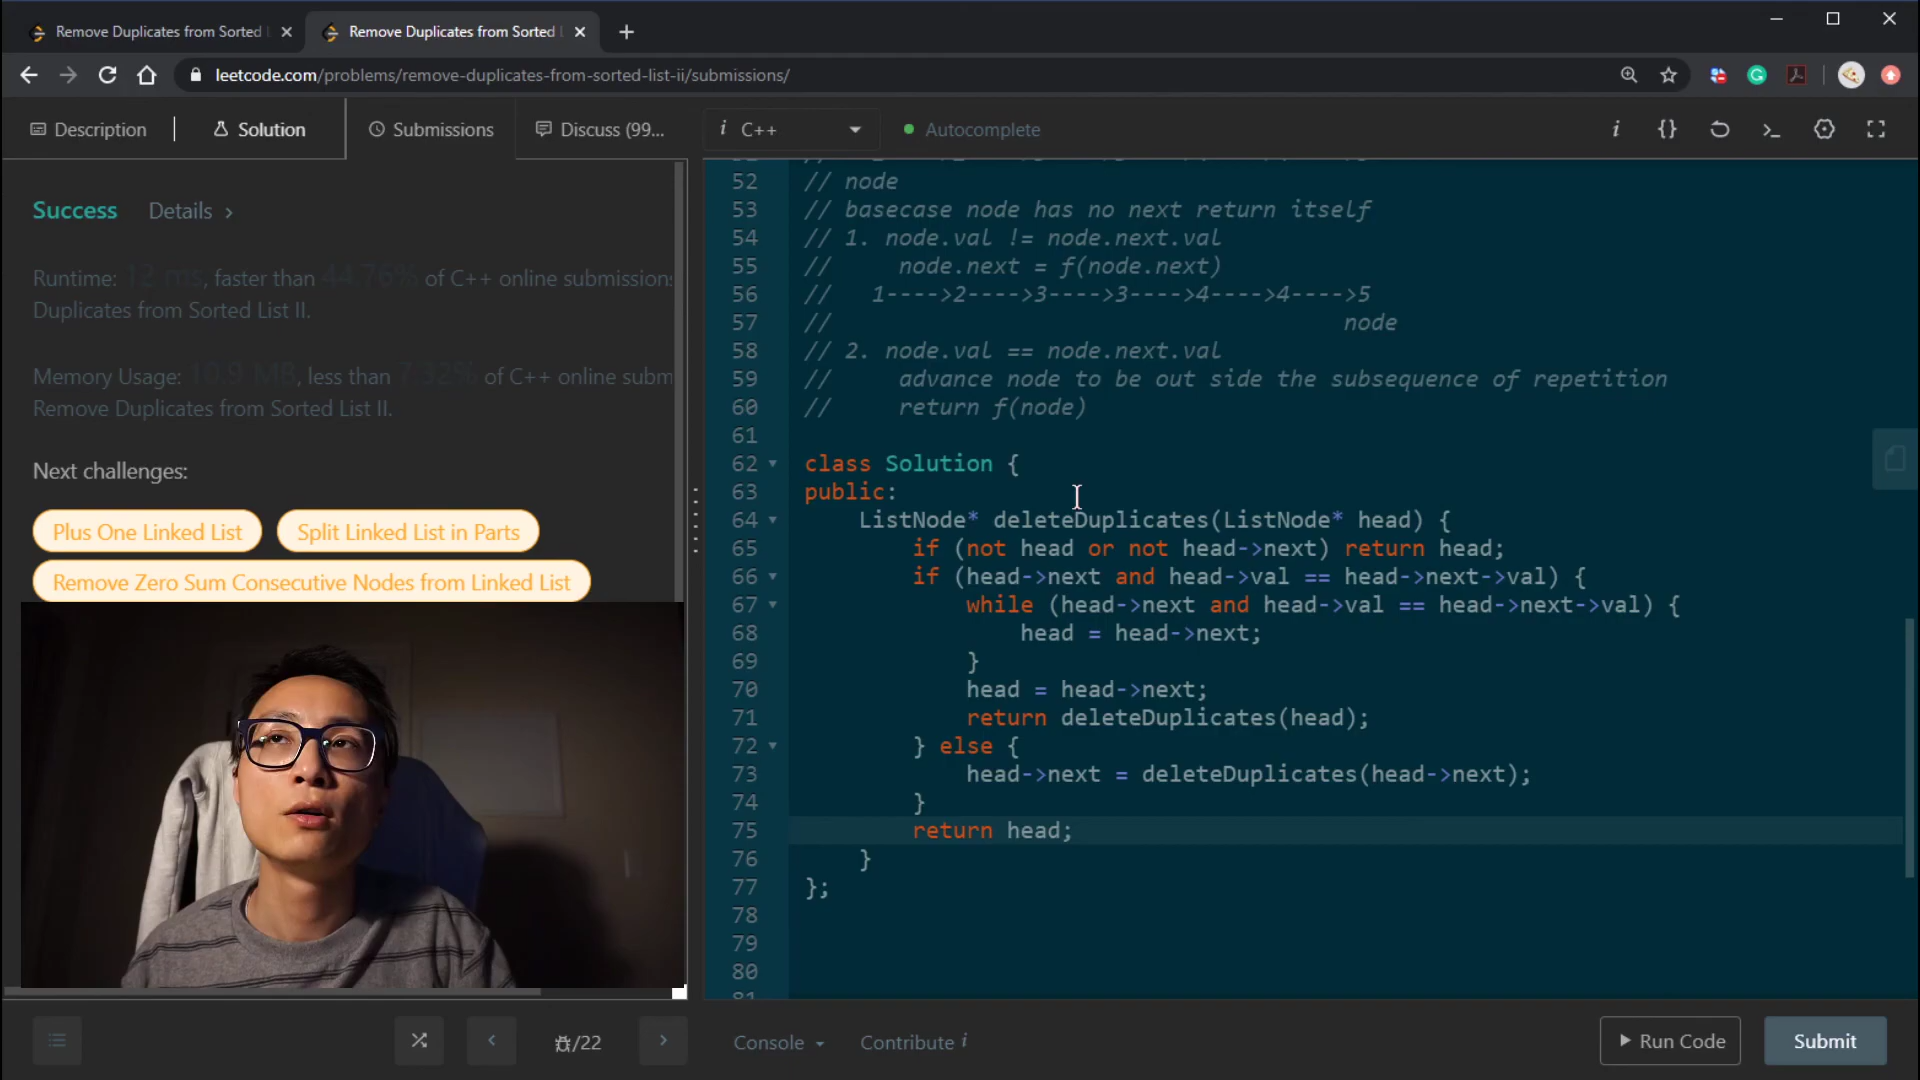 Remove Duplicates from Sorted
Remove Duplicates from Sorted
leetcode.com/problems/remove-duplicates-from-sorted-list-ii/submissions/
Description
Solution
Submissions
Discuss (99...
i C++
Autocomplete
Success
Details >
Runtime: 12 ms, faster than 44.76% of C++ online submissions
Duplicates from Sorted List II.
Memory Usage: 10.9 MB, less than 7.32% of C++ online subm
Remove Duplicates from Sorted List II.
Next challenges:
Plus One Linked List
Split Linked List in Parts
Remove Zero Sum Consecutive Nodes from Linked List
52 // node
53 // basecase node has no next return itself
54 // 1. node.val != node.next.val
55 //     node.next = f(node.next)
56 //   1---->2---->3---->3---->4---->4---->5
57 //                                      node
58 // 2. node.val == node.next.val
59 //     advance node to be out side the subsequence of repetition
60 //     return f(node)
61
62 class Solution {
63 public:
64     ListNode* deleteDuplicates(ListNode* head) {
65         if (not head or not head->next) return head;
66         if (head->next and head->val == head->next->val) {
67             while (head->next and head->val == head->next->val) {
68                 head = head->next;
69             }
70             head = head->next;
71             return deleteDuplicates(head);
72         } else {
73             head->next = deleteDuplicates(head->next);
74         }
75         return head;
76     }
77 };
78
79
80
/22
Console
Contribute i
Run Code
Submit